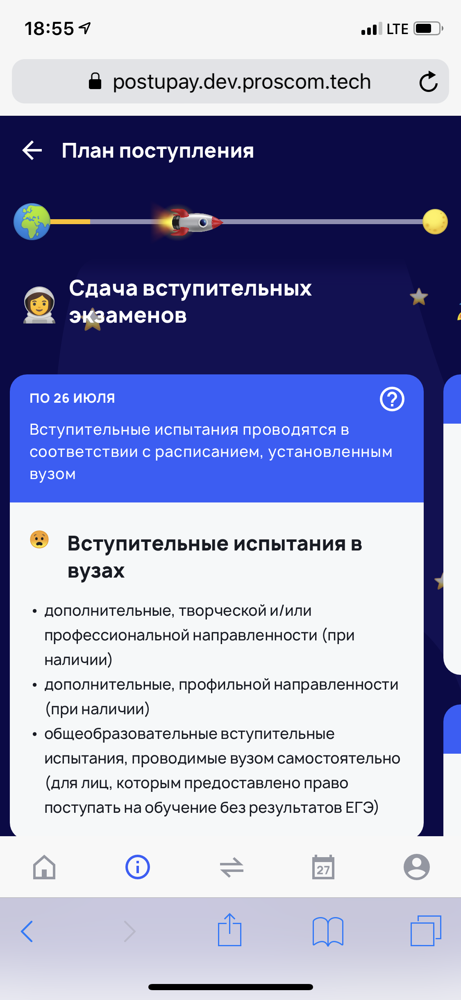 18:55
LTE
postupay.dev.proscom.tech
План поступления
Сдача вступительных
экзаменов
ПО 26 ИЮЛЯ
Вступительные испытания проводятся в
соответствии с расписанием, установленным
вузом
Вступительные испытания в
вузах
• дополнительные, творческой и/или
профессиональной направленности (при
наличии)
• дополнительные, профильной направленности
(при наличии)
• общеобразовательные вступительные
испытания, проводимые вузом самостоятельно
(для лиц, которым предоставлено право
поступать на обучение без результатов ЕГЭ)
27